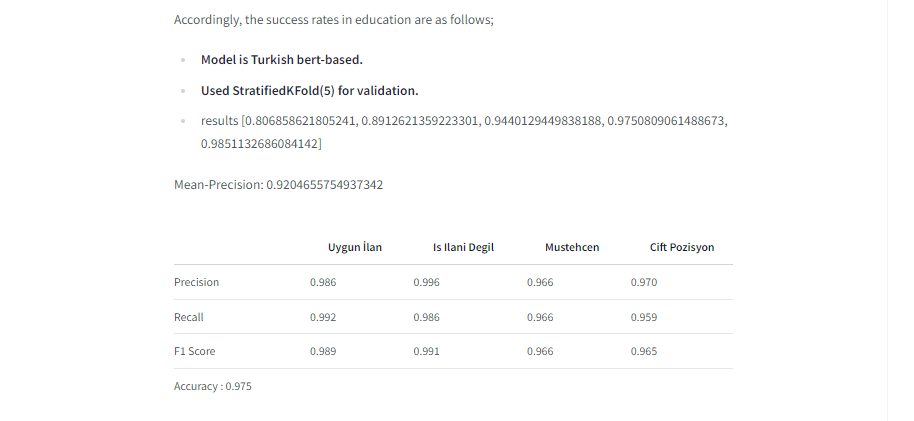 Accordingly, the success rates in education are as follows;
Model is Turkish bert-based.
Used StratifiedKFold(5) for validation.
results [0.806858621805241, 0.8912621359223301, 0.9440129449838188, 0.9750809061488673,
0.9851132686084142]
Mean-Precision: 0.9204655754937342
Uygun İlan Is Ilani Degil Mustehcen Cift Pozisyon
Precision 0.986 0.996 0.966 0.970
Recall 0.992 0.986 0.966 0.959
F1 Score 0.989 0.991 0.966 0.965
Accuracy : 0.975